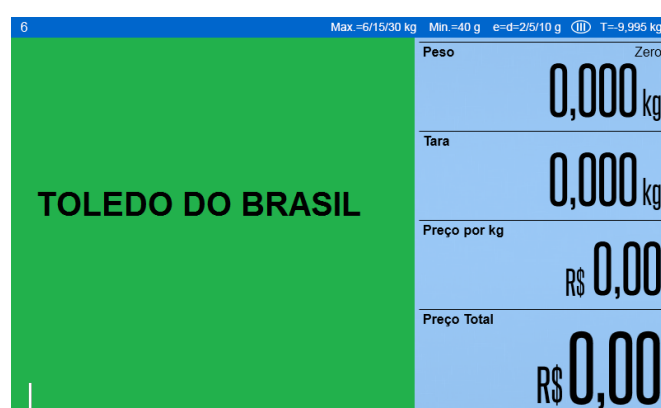 6 Max.=6/15/30 kg Min.=40 g e=d=2/5/10 g III T=-9,995 kg
TOLEDO DO BRASIL
Peso Zero
0,000 kg
Tara
0,000 kg
Preço por kg
R$ 0,00
Preço Total
R$ 0,00